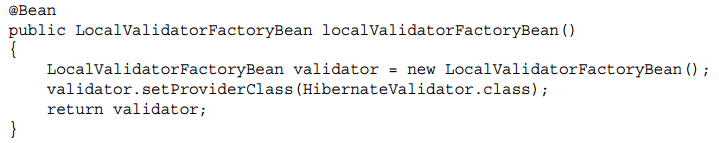 @Bean
public LocalValidatorFactoryBean localValidatorFactoryBean()
{
    LocalValidatorFactoryBean validator = new LocalValidatorFactoryBean();
    validator.setProviderClass(HibernateValidator.class);
    return validator;
}